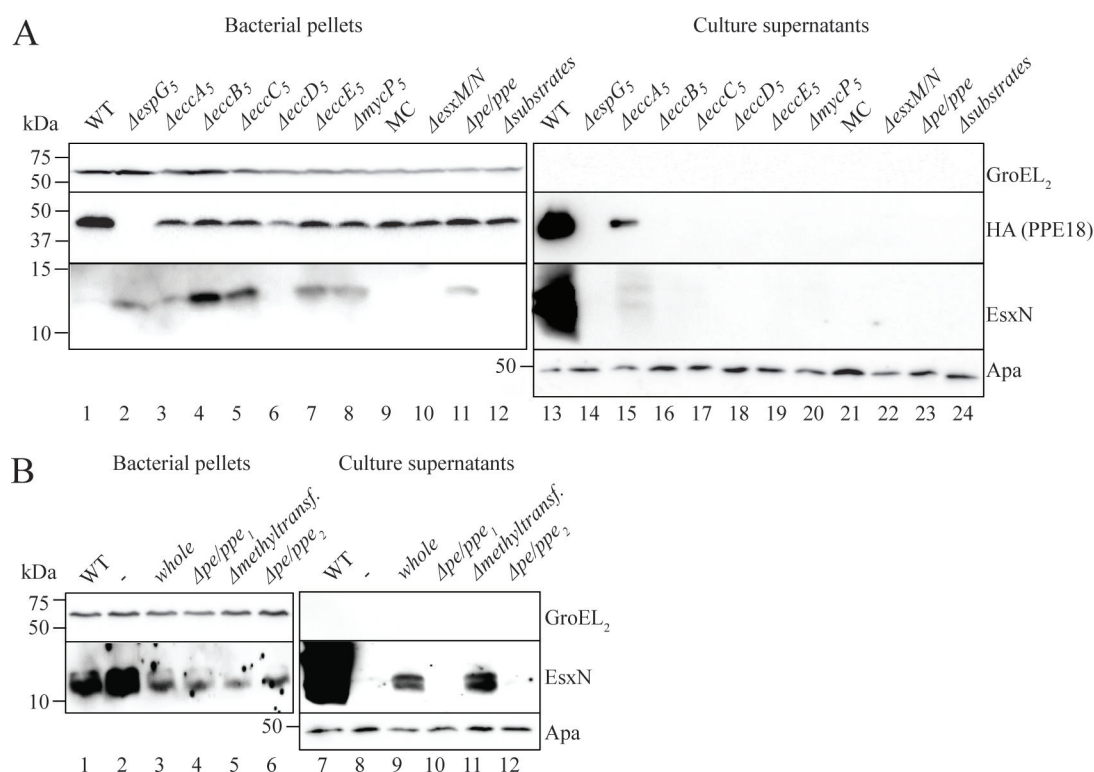 A
Bacterial pellets
Culture supernatants
kDa
WT ΔespG5 ΔeccA5 ΔeccB5 ΔeccC5 ΔeccD5 ΔeccE5 ΔmycP5 MC ΔesxM/N Δpe/ppe Δsubstrates
WT ΔespG5 ΔeccA5 ΔeccB5 ΔeccC5 ΔeccD5 ΔeccE5 ΔmycP5 MC ΔesxM/N Δpe/ppe Δsubstrates
75
50
GroEL2
50
37
HA (PPE18)
15
10
EsxN
50
Apa
1 2 3 4 5 6 7 8 9 10 11 12 13 14 15 16 17 18 19 20 21 22 23 24
B
Bacterial pellets
Culture supernatants
kDa
WT - whole Δpe/ppe1 Δmethyltransf. Δpe/ppe2
WT - whole Δpe/ppe1 Δmethyltransf. Δpe/ppe2
75
50
GroEL2
10
EsxN
50
Apa
1 2 3 4 5 6 7 8 9 10 11 12